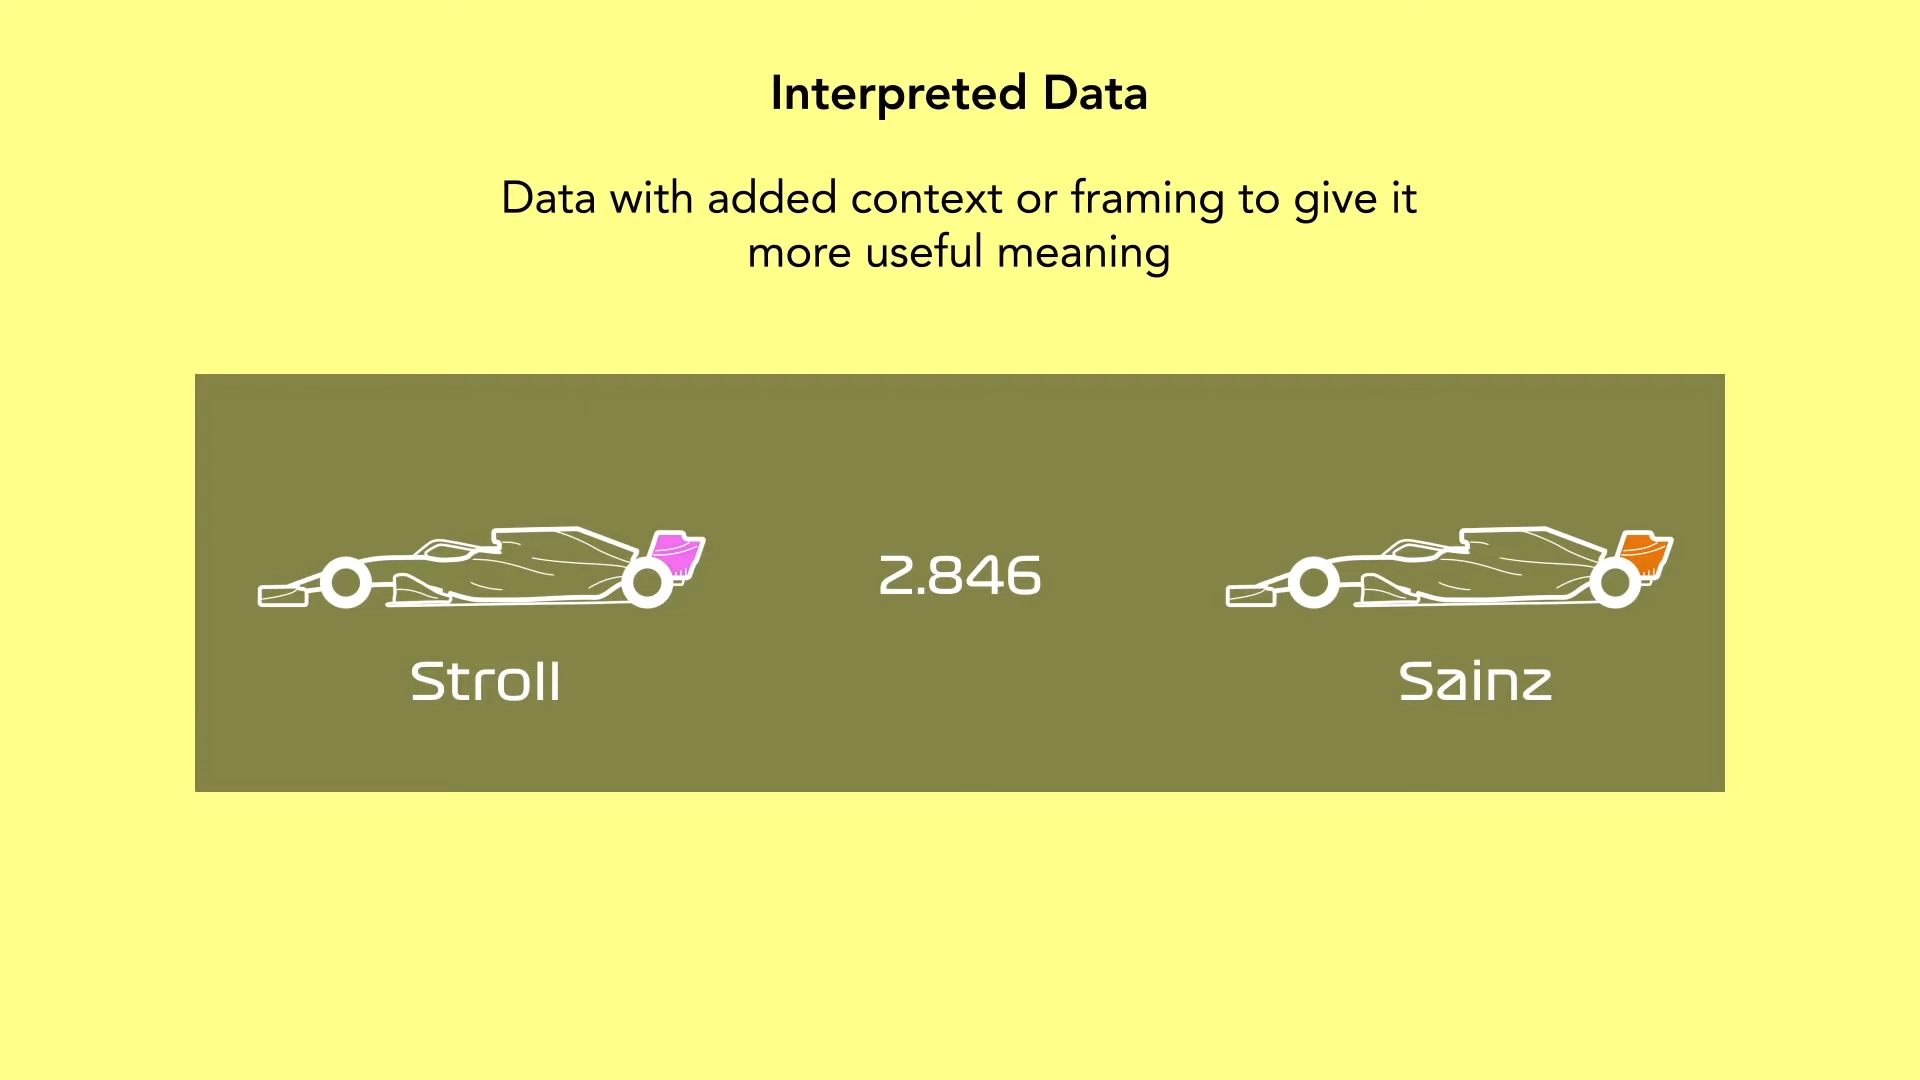 Interpreted Data
Data with added context or framing to give it
more useful meaning
2.846
Stroll
Sainz